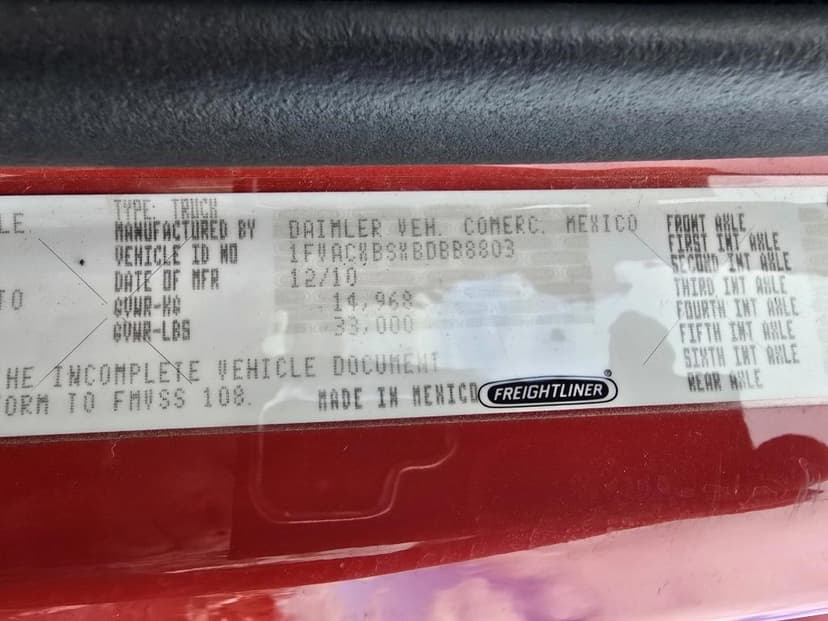 LE
TYPE: TRUCK
MANUFACTURED BY DAIMLER VEH. COMERC. MEXICO
VEHICLE ID NO 1FVACXBSXBDBB8803
DATE OF MFR 12/10
TO
GVWR-KG 14,968
GVWR-LBS 33,000
HE INCOMPLETE VEHICLE DOCUMENT
ORM TO FMVSS 108. MADE IN MEXICO FREIGHTLINER®
FRONT AXLE
FIRST INT AXLE
SECOND INT AXLE
THIRD INT AXLE
FOURTH INT AXLE
FIFTH INT AXLE
SIXTH INT AXLE
REAR AXLE